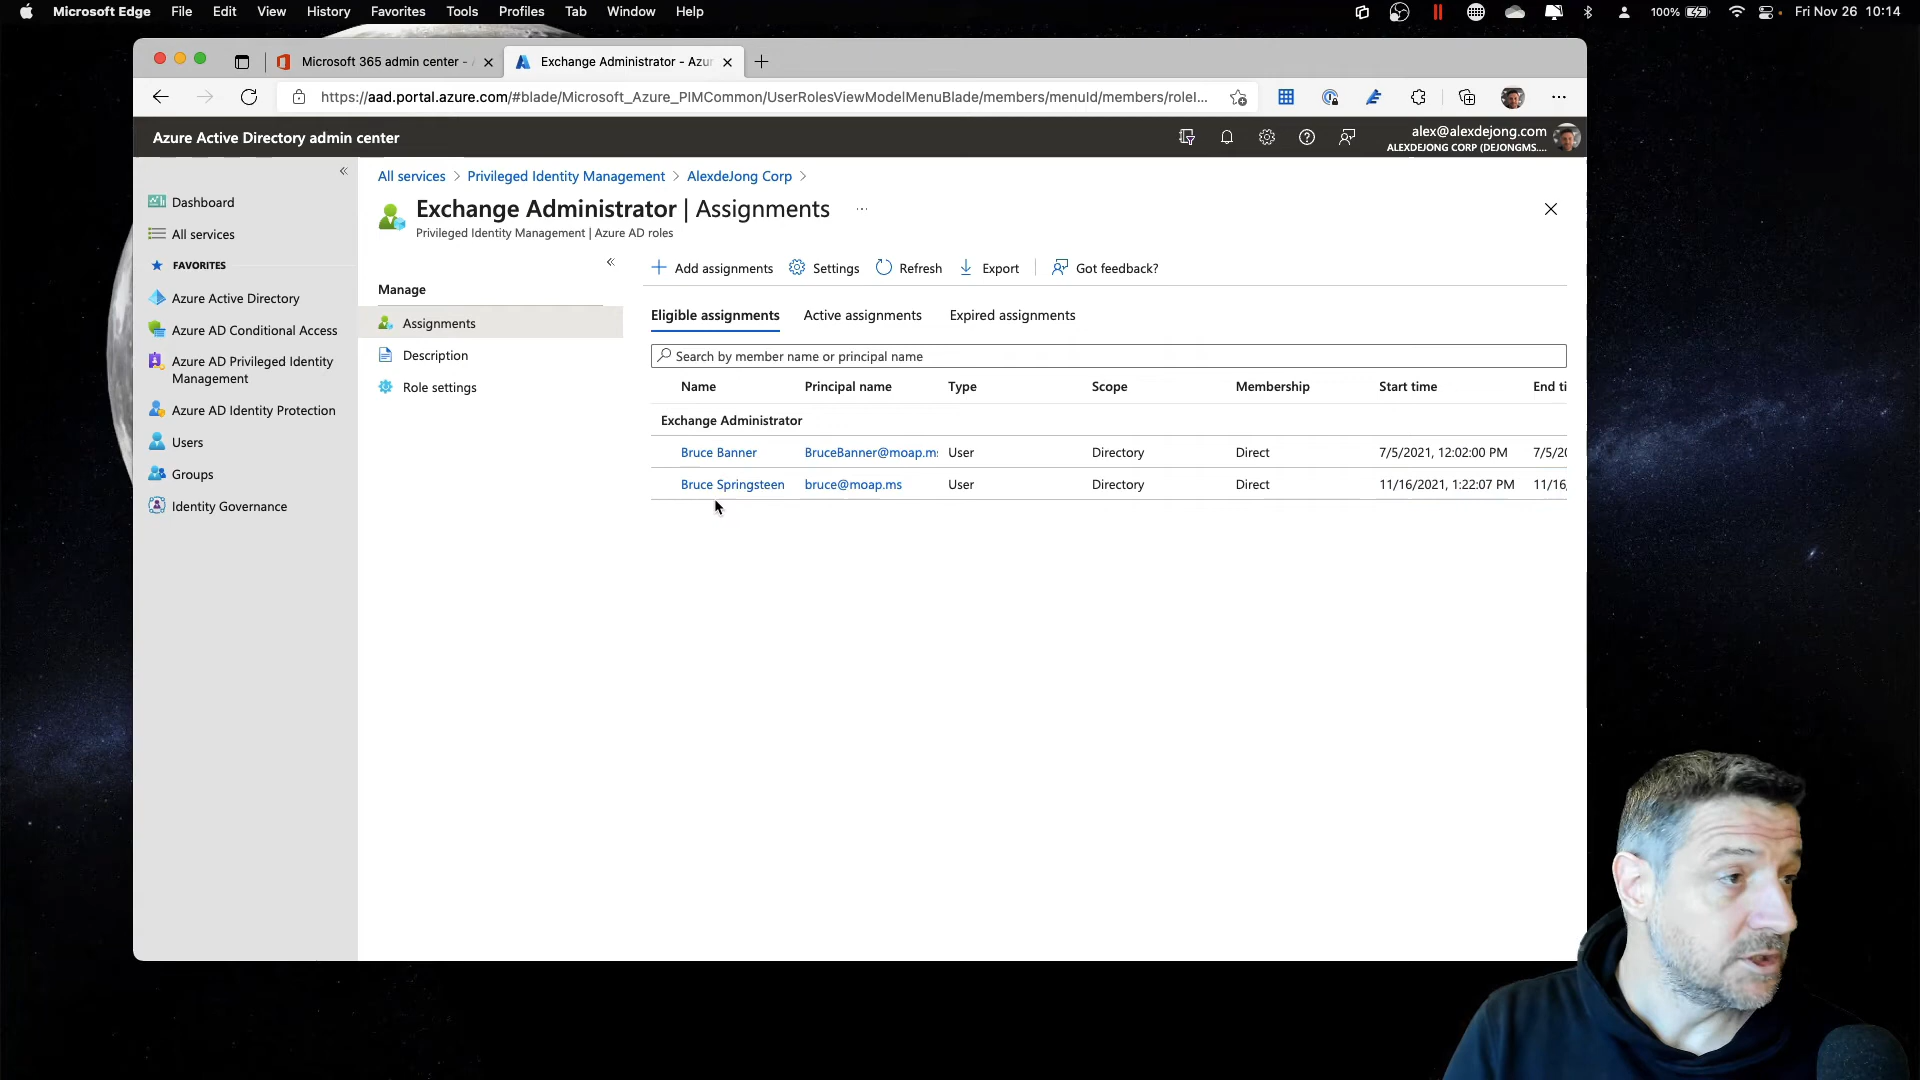 Microsoft Edge File Edit View History Favorites Tools Profiles Tab Window Help 100% Fri Nov 26 10:14
Microsoft 365 admin center - Exchange Administrator - Azur
https://aad.portal.azure.com/#blade/Microsoft_Azure_PIMCommon/UserRolesViewModelMenuBlade/members/menuId/members/roleI...
Azure Active Directory admin center
alex@alexdejong.com
ALEXDEJONG CORP (DEJONGMS....
Dashboard
All services
FAVORITES
Azure Active Directory
Azure AD Conditional Access
Azure AD Privileged Identity
Management
Azure AD Identity Protection
Users
Groups
Identity Governance
All services > Privileged Identity Management > AlexdeJong Corp >
Exchange Administrator | Assignments ...
Privileged Identity Management | Azure AD roles
Manage
Assignments
Description
Role settings
Add assignments Settings Refresh Export Got feedback?
Eligible assignments Active assignments Expired assignments
Search by member name or principal name
Name Principal name Type Scope Membership Start time End ti
Exchange Administrator
Bruce Banner BruceBanner@moap.ms User Directory Direct 7/5/2021, 12:02:00 PM 7/5/20
Bruce Springsteen bruce@moap.ms User Directory Direct 11/16/2021, 1:22:07 PM 11/16,